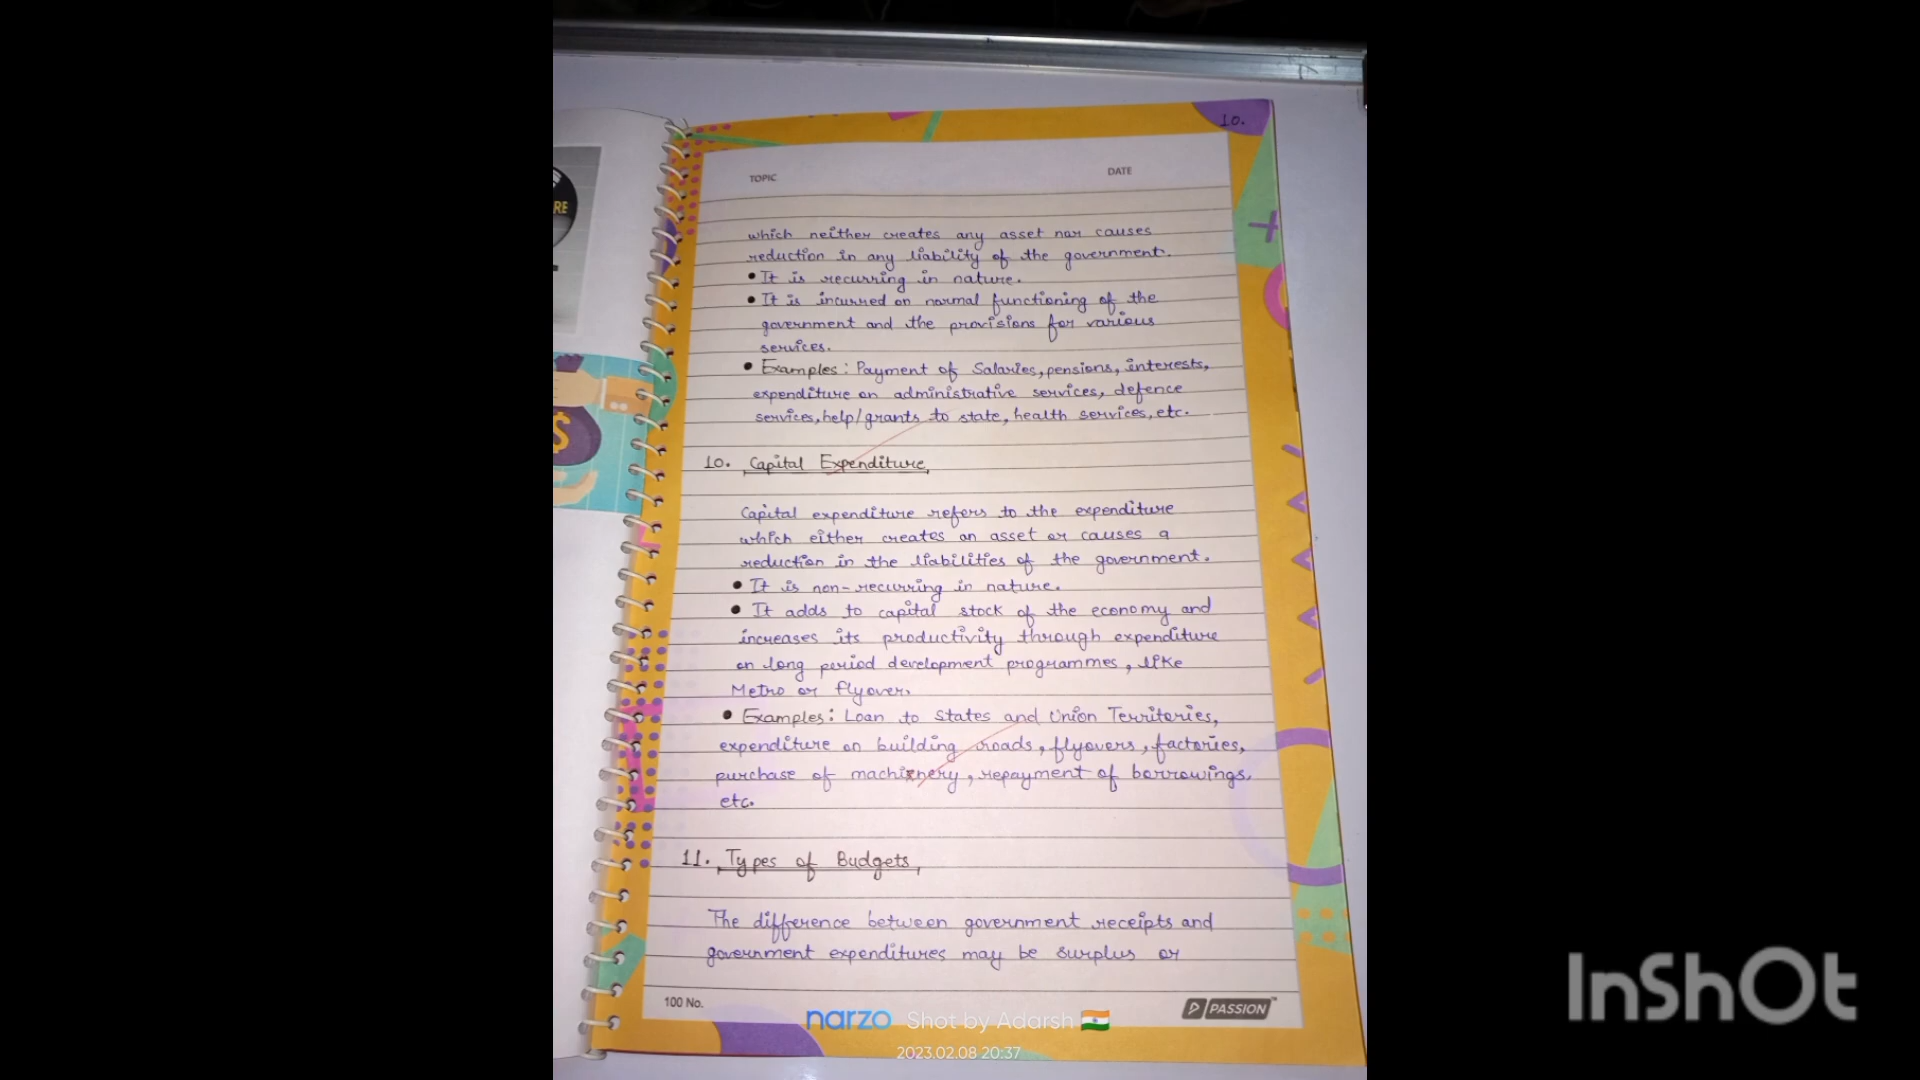 10.
TOPIC
DATE
RE
which neither creates any asset nor causes
reduction in any liability of the government.
• It is recurring in nature.
• It is incurred on normal functioning of the
government and the provisions for various
services.
• Examples: Payment of Salaries, pensions, interests,
expenditure on administrative services, defence
services, help/grants to state, health services, etc.
10. Capital Expenditure
Capital expenditure refers to the expenditure
which either creates an asset or causes a
reduction in the liabilities of the government.
• It is non-recurring in nature.
• It adds to capital stock of the economy and
increases its productivity through expenditure
on long period development programmes, like
Metro or flyover.
• Examples: Loan to States and Union Territories,
expenditure on building roads, flyovers, factories,
purchase of machinery, repayment of borrowings,
etc.
11. Types of Budgets
The difference between government receipts and
government expenditures may be surplus or
100 No.
PASSION
narzo Shot by Adarsh
2023.02.08 20:37
InShOt